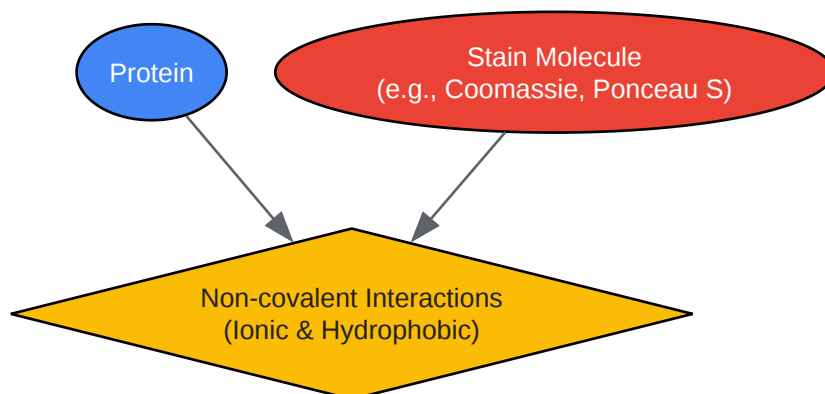 Protein
Stain Molecule
(e.g., Coomassie, Ponceau S)
Non-covalent Interactions
(Ionic & Hydrophobic)